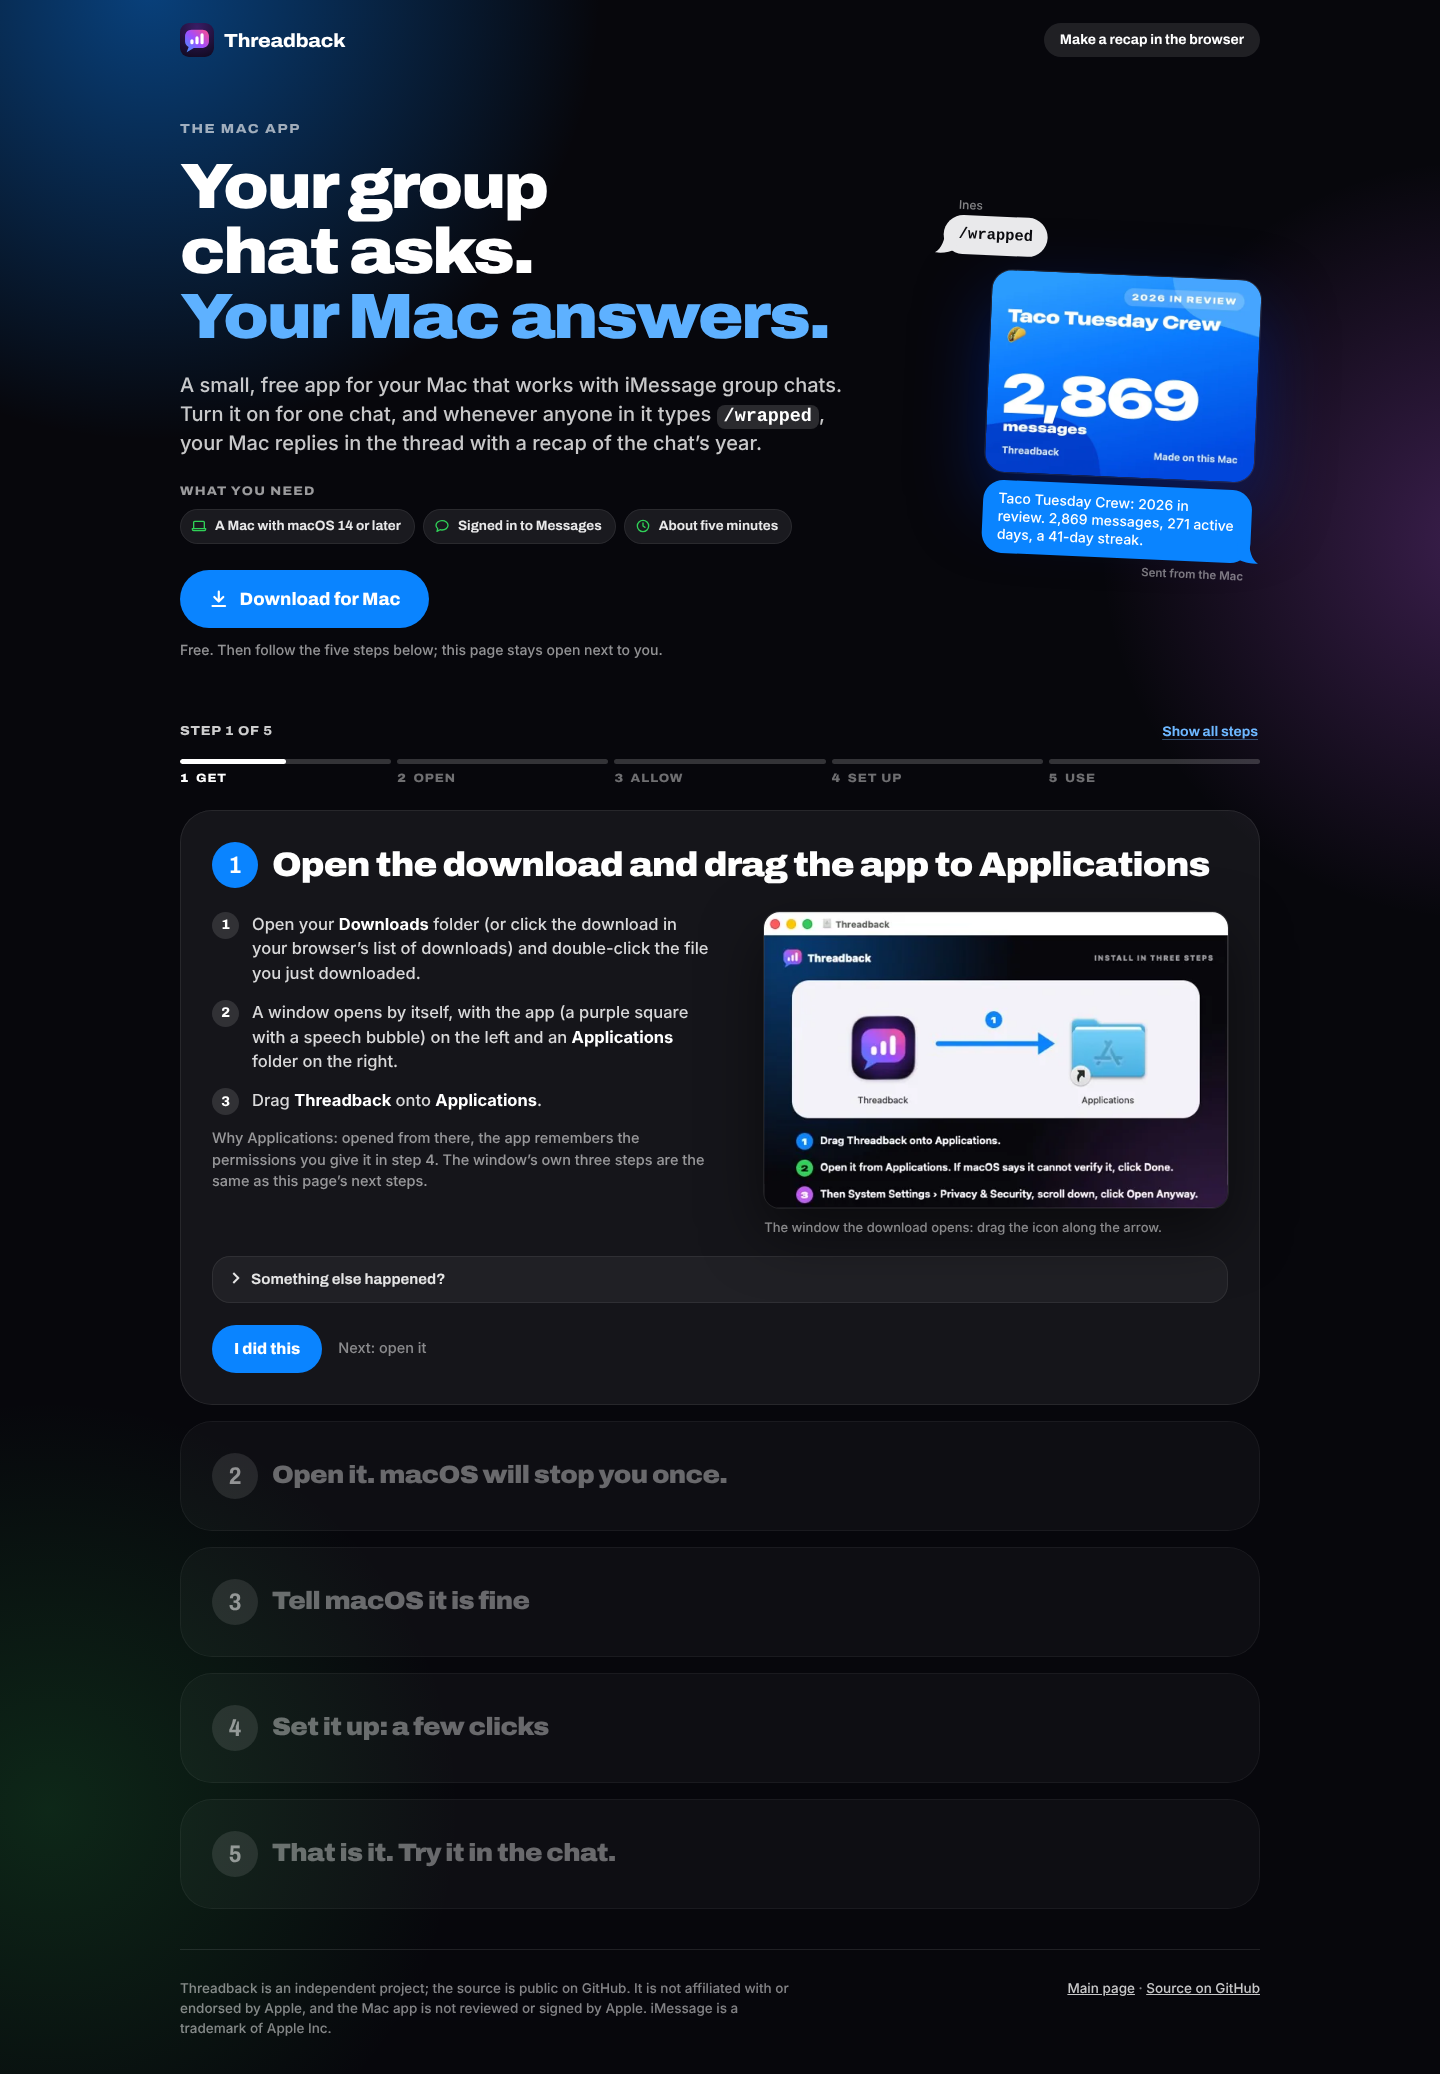 Threadback
Make a recap in the browser
THE MAC APP
Your group
chat asks.
Your Mac answers.
A small, free app for your Mac that works with iMessage group chats.
Turn it on for one chat, and whenever anyone in it types /wrapped,
your Mac replies in the thread with a recap of the chat’s year.
WHAT YOU NEED
A Mac with macOS 14 or later
Signed in to Messages
About five minutes
Download for Mac
Free. Then follow the five steps below; this page stays open next to you.
Ines
/wrapped
2026 IN REVIEW
Taco Tuesday Crew
🌮
2,869
messages
Threadback
Made on this Mac
Taco Tuesday Crew: 2026 in
review. 2,869 messages, 271 active
days, a 41-day streak.
Sent from the Mac
STEP 1 OF 5
Show all steps
1 GET
2 OPEN
3 ALLOW
4 SET UP
5 USE
1 Open the download and drag the app to Applications
1 Open your Downloads folder (or click the download in
your browser’s list of downloads) and double-click the file
you just downloaded.
2 A window opens by itself, with the app (a purple square
with a speech bubble) on the left and an Applications
folder on the right.
3 Drag Threadback onto Applications.
Why Applications: opened from there, the app remembers the
permissions you give it in step 4. The window’s own three steps are the
same as this page’s next steps.
Threadback
Threadback
INSTALL IN THREE STEPS
1
Threadback
Applications
1 Drag Threadback onto Applications.
2 Open it from Applications. If macOS says it cannot verify it, click Done.
3 Then System Settings › Privacy & Security, scroll down, click Open Anyway.
The window the download opens: drag the icon along the arrow.
Something else happened?
I did this
Next: open it
2 Open it. macOS will stop you once.
3 Tell macOS it is fine
4 Set it up: a few clicks
5 That is it. Try it in the chat.
Threadback is an independent project; the source is public on GitHub. It is not affiliated with or
endorsed by Apple, and the Mac app is not reviewed or signed by Apple. iMessage is a
trademark of Apple Inc.
Main page · Source on GitHub